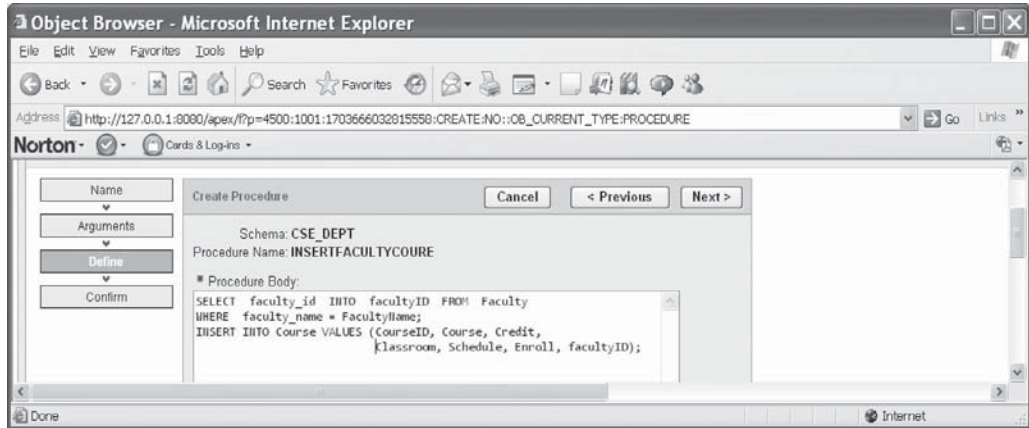 Object Browser - Microsoft Internet Explorer
File Edit View Favorites Tools Help
Back Search Favorites
Address http://127.0.0.1:8080/apex/f?p=4500:1001:1703666032815558:CREATE:NO::OB_CURRENT_TYPE:PROCEDURE Go Links »
Norton Cards & Log-ins
Name
Arguments
Define
Confirm
Create Procedure Cancel < Previous Next >
Schema: CSE_DEPT
Procedure Name: INSERTFACULTYCOURE
Procedure Body:
SELECT faculty_id INTO facultyID FROM Faculty
WHERE faculty_name = FacultyName;
INSERT INTO Course VALUES (CourseID, Course, Credit,
Classroom, Schedule, Enroll, facultyID);
Done Internet